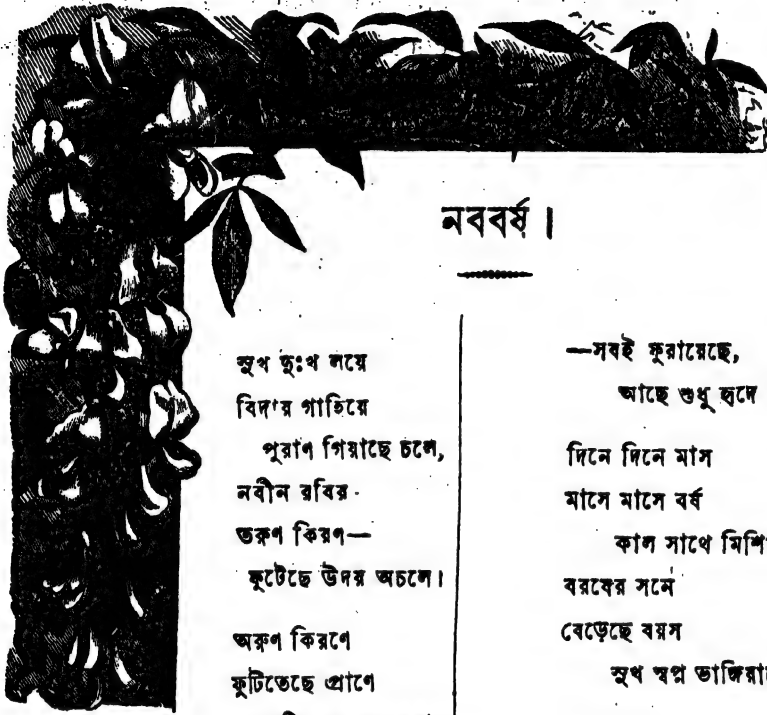 নববর্ষ।
সুখ দুঃখ লয়ে
বিদায় গাহিয়ে
পুরাণ গিয়াছে চলে,
নবীন রবির
তরুণ কিরণ—
ফুটেছে উদয় অচলে।
অরুণ কিরণে
ফুটিতেছে প্রাণে
—সবই ফুরায়েছে,
আছে শুধু হৃদে
দিনে দিনে মাস
মাসে মাসে বর্ষ
কাল সাথে মিশি
বরষের সনে
বেড়েছে বয়স
সুখ স্বপ্ন ভাঙ্গিয়া